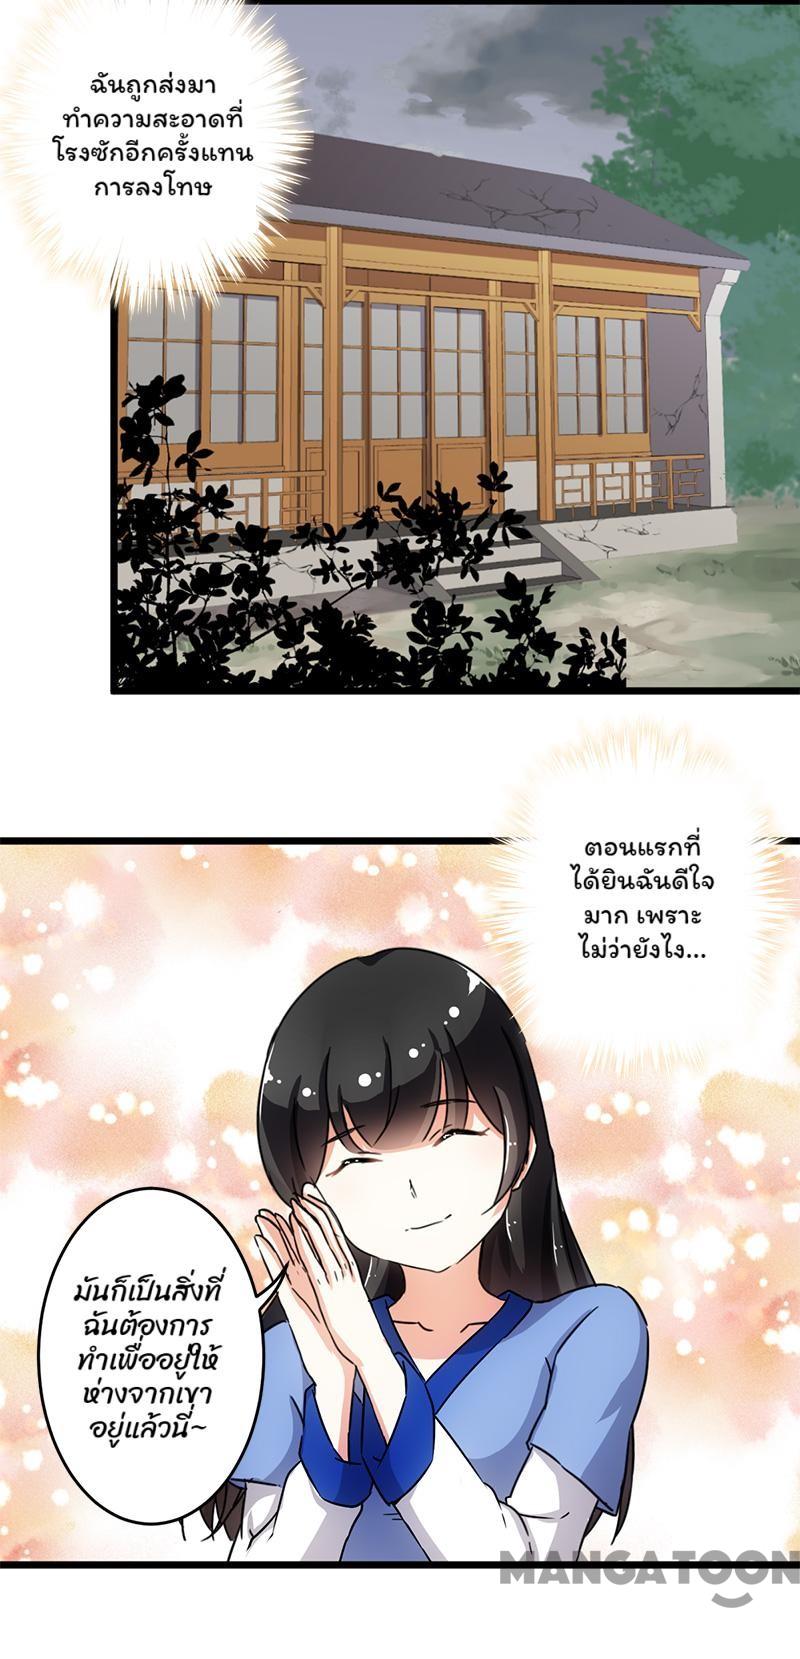 ฉันถูกส่งมา
ทำความสะอาดที่
โรงซักอีกครั้งแทน
การลงโทษ
ตอนแรกที่
ได้ยินฉันดีใจ
มาก เพราะ
ไม่ว่ายังไง...
มันก็เป็นสิ่งที่
ฉันต้องการ
ทำเพื่ออยู่ให้
ห่างจากเขา
อยู่แล้วนี่~
MANGATOON